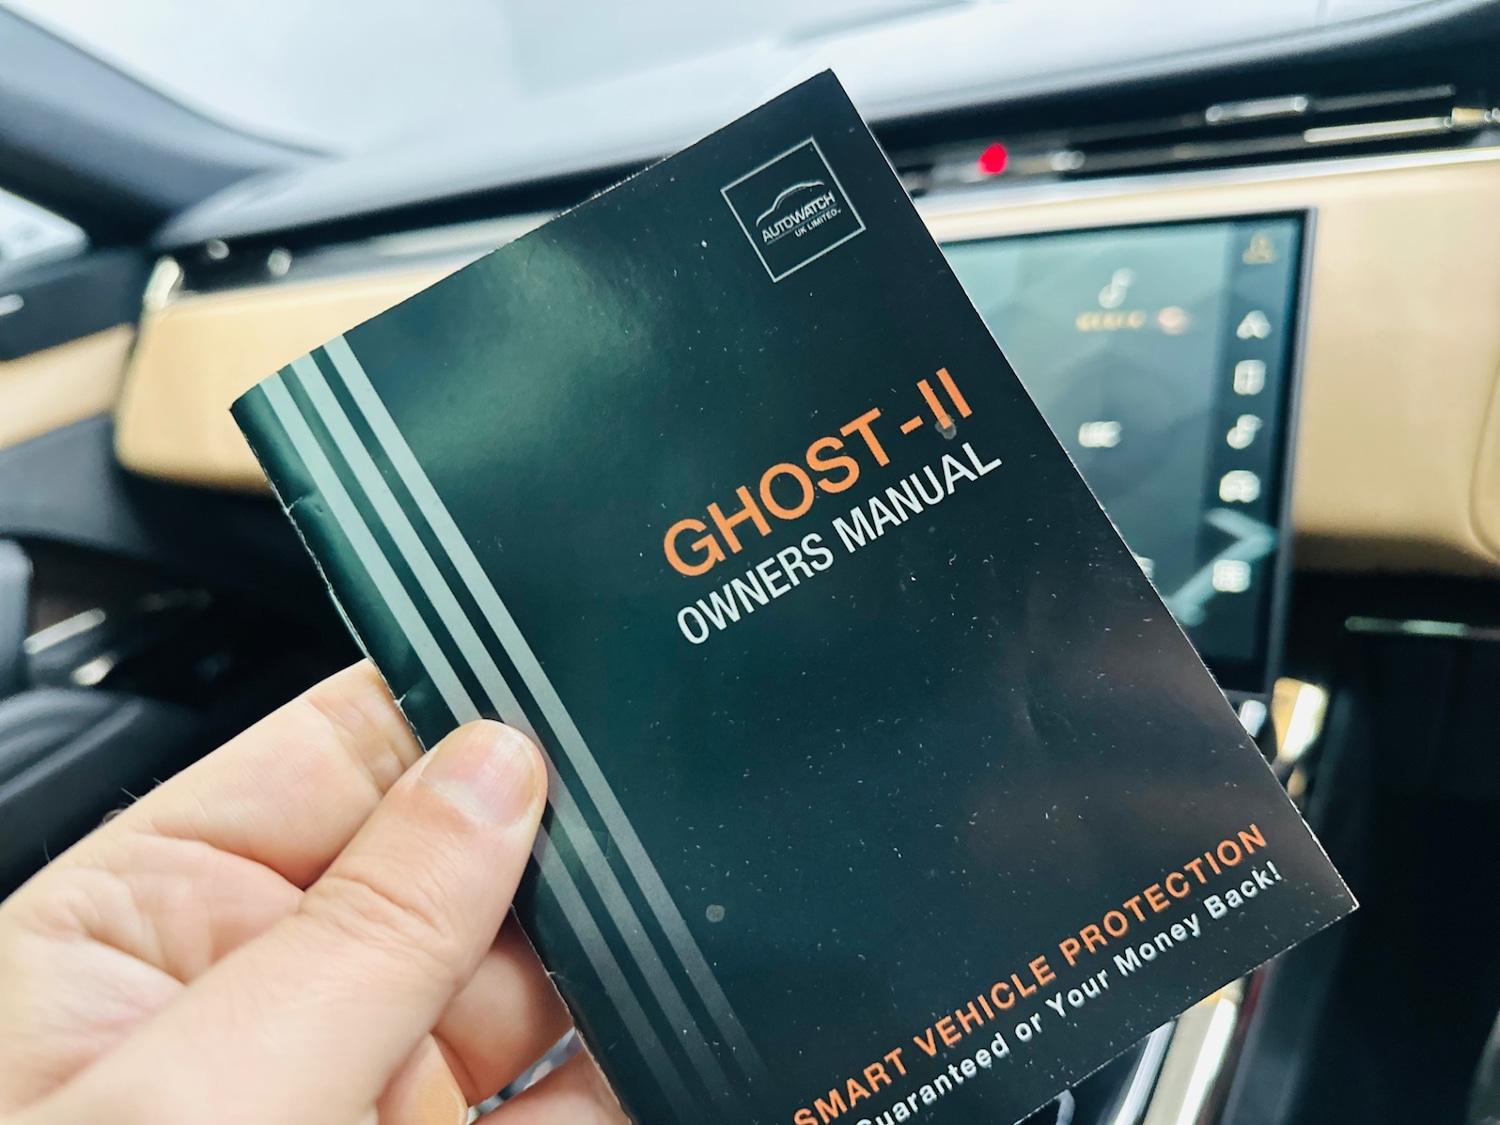 AUTOWATCH
UK LIMITED
GHOST-II
OWNERS MANUAL
SMART VEHICLE PROTECTION
Guaranteed or Your Money Back!